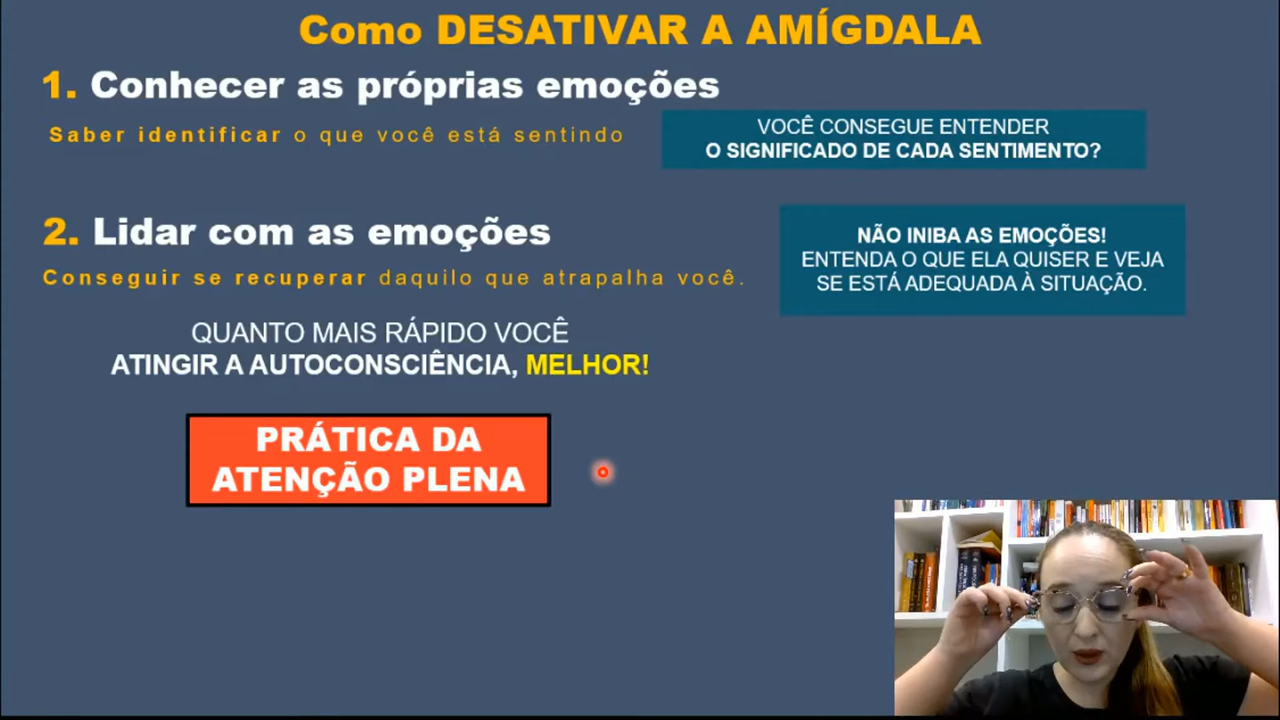 Como DESATIVAR A AMÍGDALA
1. Conhecer as próprias emoções
Saber identificar o que você está sentindo
VOCÊ CONSEGUE ENTENDER
O SIGNIFICADO DE CADA SENTIMENTO?
2. Lidar com as emoções
Conseguir se recuperar daquilo que atrapalha você.
NÃO INIBA AS EMOÇÕES!
ENTENDA O QUE ELA QUISER E VEJA
SE ESTÁ ADEQUADA À SITUAÇÃO.
QUANTO MAIS RÁPIDO VOCÊ
ATINGIR A AUTOCONSCIÊNCIA, MELHOR!
PRÁTICA DA
ATENÇÃO PLENA